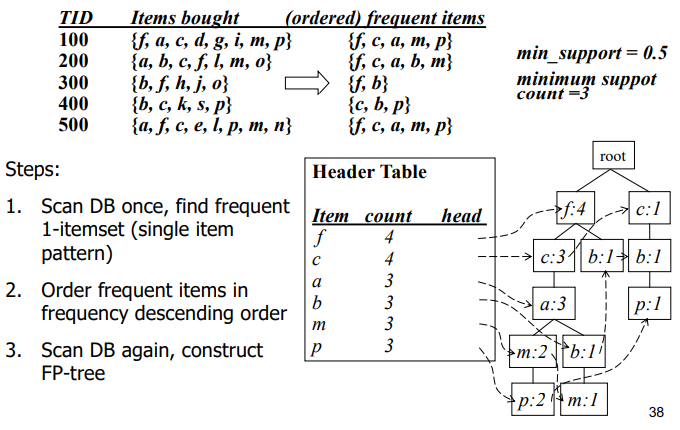 TID Items bought (ordered) frequent items
100 {f, a, c, d, g, i, m, p} {f, c, a, m, p}
200 {a, b, c, f, l, m, o} {f, c, a, b, m}
300 {b, f, h, j, o} {f, b}
400 {b, c, k, s, p} {c, b, p}
500 {a, f, c, e, l, p, m, n} {f, c, a, m, p}
min_support = 0.5
minimum suppot
count =3
Steps:
1. Scan DB once, find frequent
1-itemset (single item
pattern)
2. Order frequent items in
frequency descending order
3. Scan DB again, construct
FP-tree
Header Table
Item count head
f 4
c 4
a 3
b 3
m 3
p 3
root
f:4 c:1
c:3 b:1 b:1
a:3 p:1
m:2 b:1
p:2 m:1
38